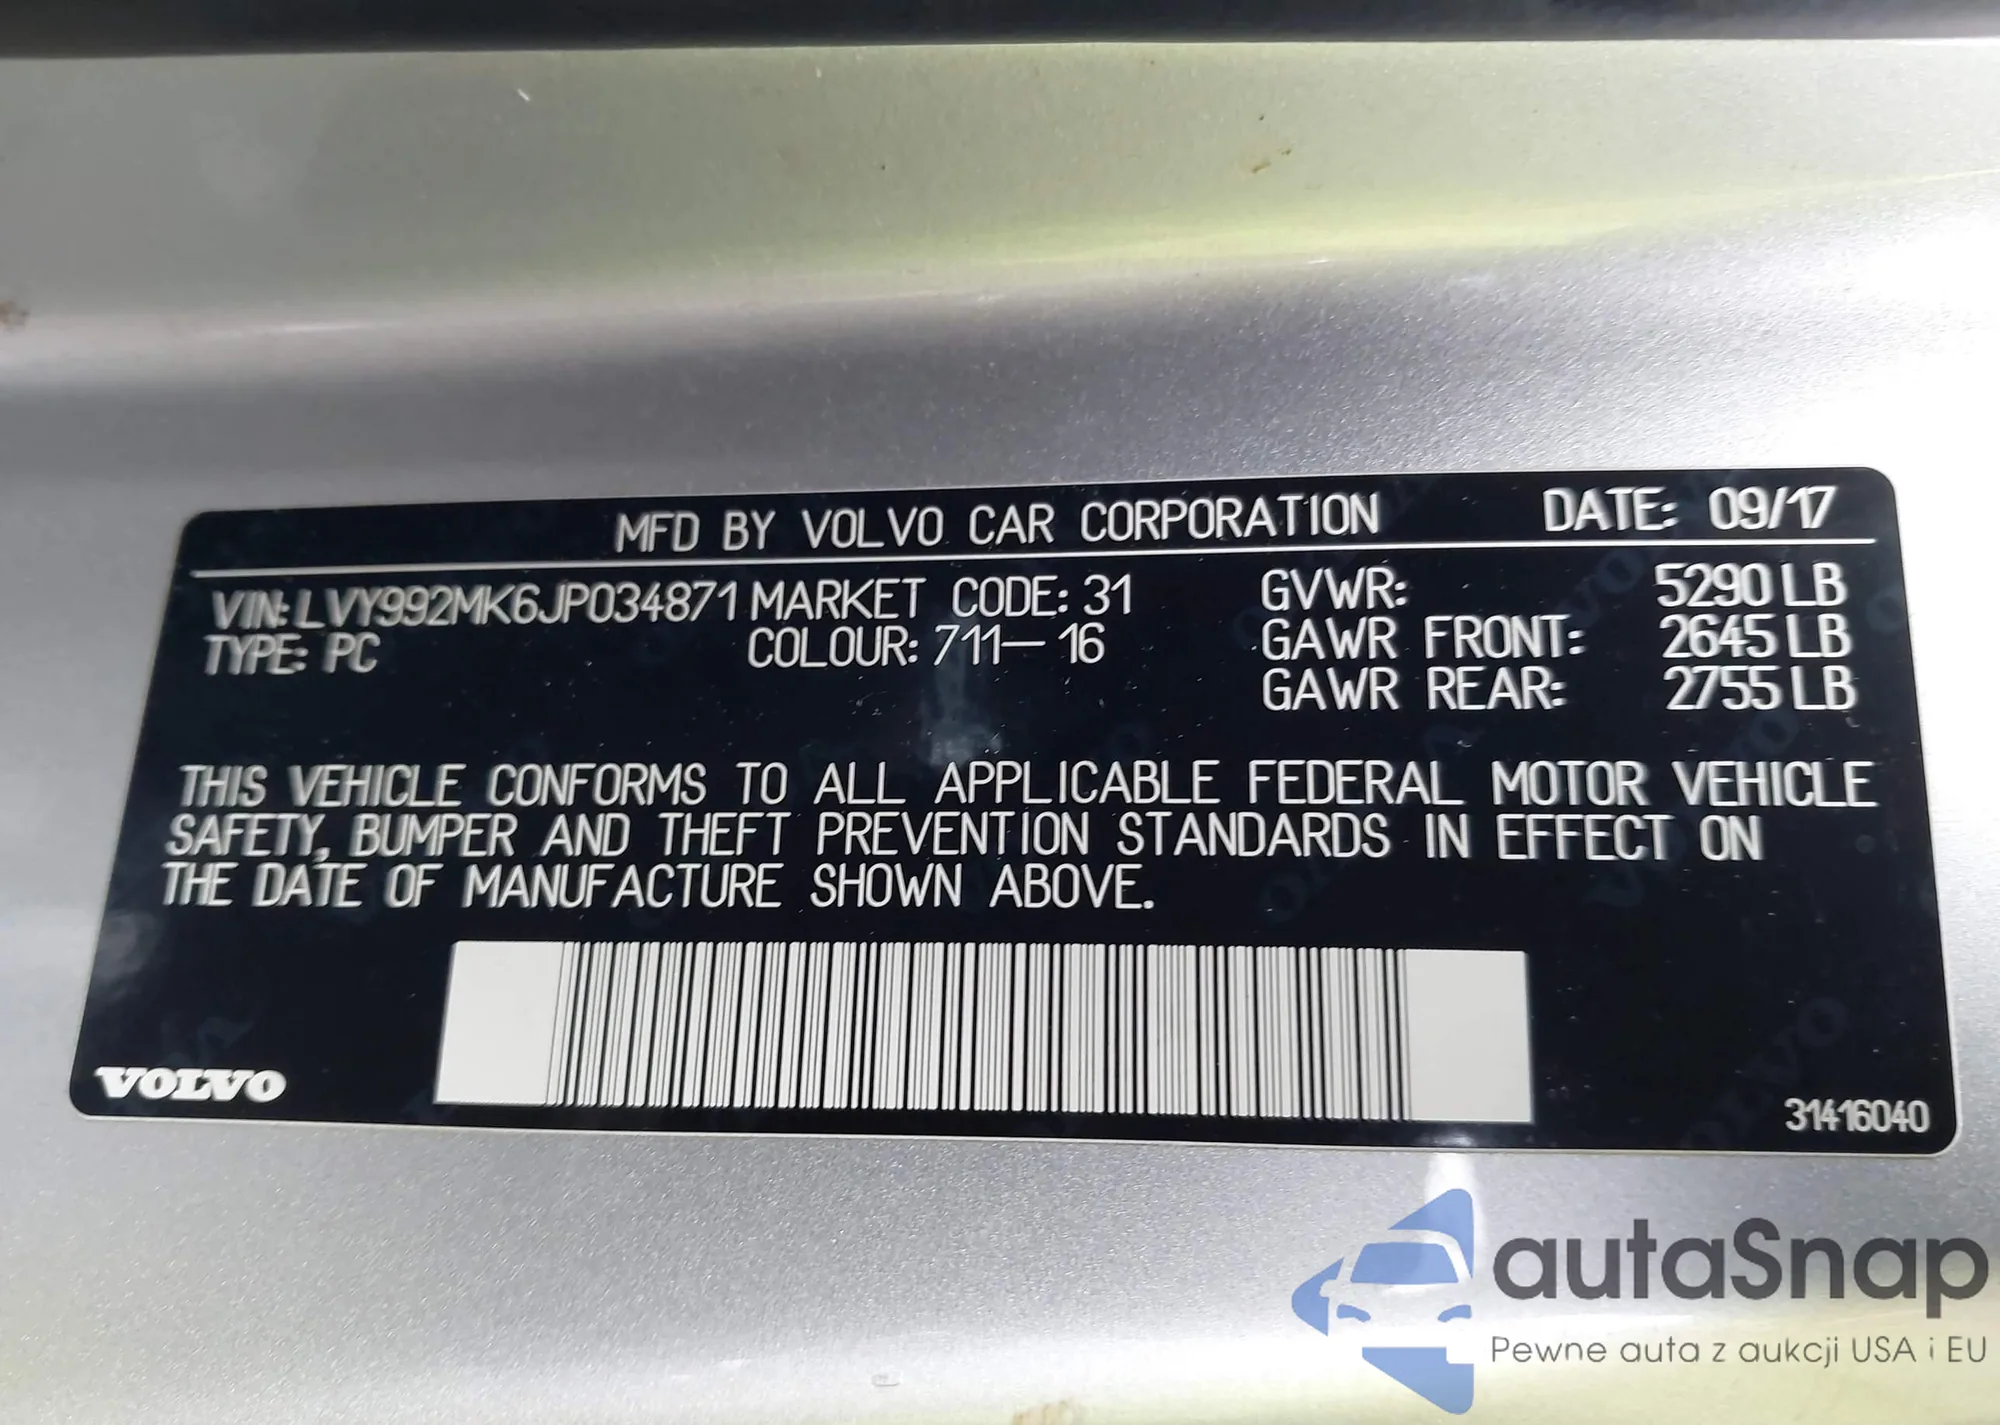 MFD BY VOLVO CAR CORPORATION DATE: 09/17
VIN: LVY992MK6JP034871 MARKET CODE: 31 GVWR: 5290 LB
TYPE: PC COLOUR: 711-16 GAWR FRONT: 2645 LB
GAWR REAR: 2755 LB
THIS VEHICLE CONFORMS TO ALL APPLICABLE FEDERAL MOTOR VEHICLE
SAFETY, BUMPER AND THEFT PREVENTION STANDARDS IN EFFECT ON
THE DATE OF MANUFACTURE SHOWN ABOVE.
VOLVO
31416040
autaSnap
Pewne auta z aukcji USA i EU